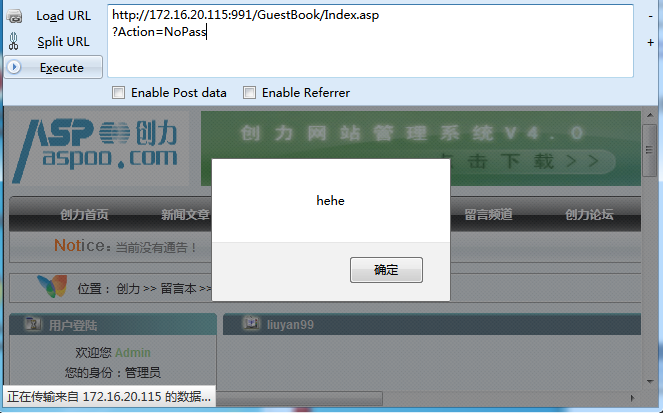 Load URL
http://172.16.20.115:991/GuestBook/Index.asp
?Action=NoPass
Split URL
Execute
Enable Post data
Enable Referrer
ASP 创力
aspoo.com
创力网站管理系统V4.0
点击下载>>
创力首页
新闻文章
留言频道
创力论坛
Notice：当前没有通告！
hehe
确定
位置： 创力 >> 留言本 >>
用户登陆
liuyan99
欢迎您 Admin
您的身份：管理员
正在传输来自 172.16.20.115 的数据...